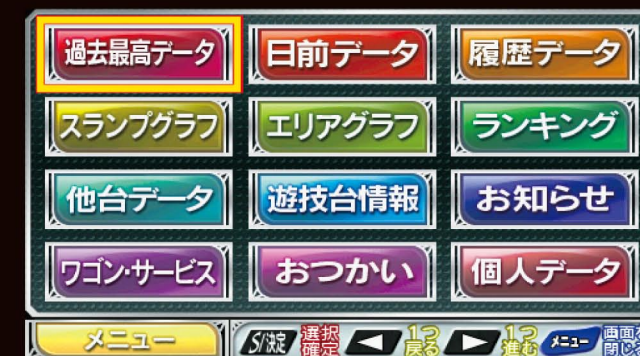 過去最高データ 日前データ 履歴データ
スランプグラフ エリアグラフ ランキング
他台データ 遊技台情報 お知らせ
ワゴン・サービス おつかい 個人データ
メニュー S/決定 選択 確定 1つ 戻る 1つ 進む メニュー 画面を 閉じる